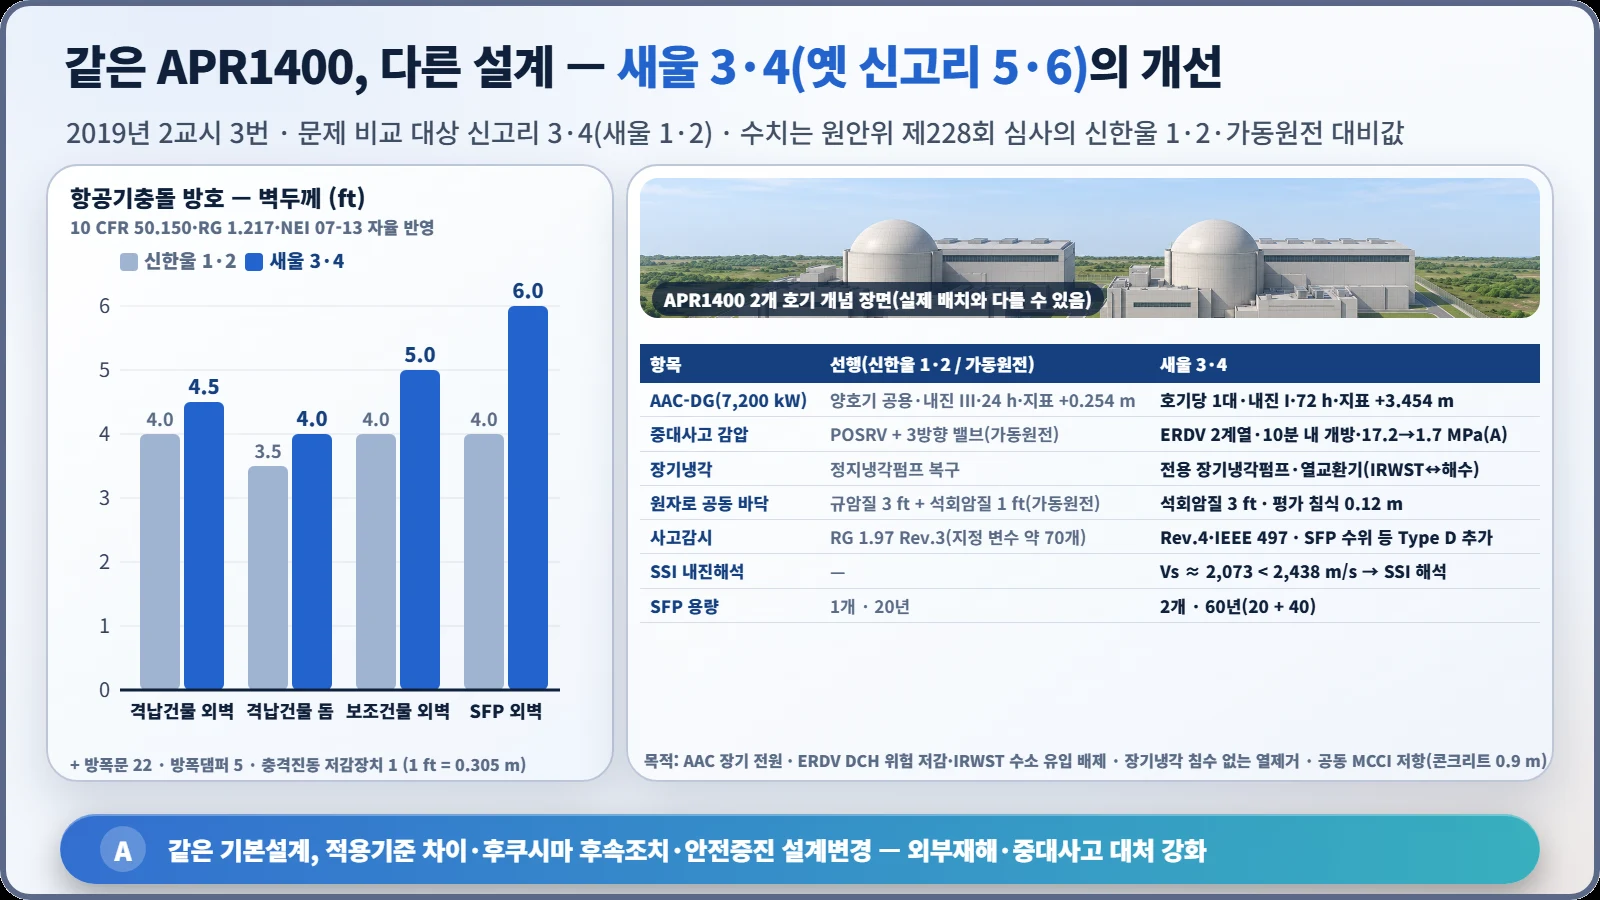 같은 APR1400, 다른 설계 — 새울 3·4(옛 신고리 5·6)의 개선
2019년 2교시 3번 · 문제 비교 대상 신고리 3·4(새울 1·2) · 수치는 원안위 제228회 심사의 신한울 1·2·가동원전 대비값
항공기충돌 방호 — 벽두께 (ft)
10 CFR 50.150·RG 1.217·NEI 07-13 자율 반영
신한울 1·2 새울 3·4
6
5
4
3
2
1
0
4.0 4.5
3.5 4.0
4.0 5.0
4.0 6.0
격납건물 외벽 격납건물 돔 보조건물 외벽 SFP 외벽
+ 방폭문 22 · 방폭댐퍼 5 · 충격진동 저감장치 1 (1 ft = 0.305 m)
APR1400 2개 호기 개념 장면(실제 배치와 다를 수 있음)
항목 선행(신한울 1·2 / 가동원전) 새울 3·4
AAC-DG(7,200 kW) 양호기 공용·내진 III·24 h·지표 +0.254 m 호기당 1대·내진 I·72 h·지표 +3.454 m
중대사고 감압 POSRV + 3방향 밸브(가동원전) ERDV 2계열·10분 내 개방·17.2→1.7 MPa(A)
장기냉각 정지냉각펌프 복구 전용 장기냉각펌프·열교환기(IRWST↔해수)
원자로 공동 바닥 규암질 3 ft + 석회암질 1 ft(가동원전) 석회암질 3 ft · 평가 침식 0.12 m
사고감시 RG 1.97 Rev.3(지정 변수 약 70개) Rev.4·IEEE 497 · SFP 수위 등 Type D 추가
SSI 내진해석 — Vs ≈ 2,073 < 2,438 m/s → SSI 해석
SFP 용량 1개 · 20년 2개 · 60년(20 + 40)
목적: AAC 장기 전원 · ERDV DCH 위험 저감·IRWST 수소 유입 배제 · 장기냉각 침수 없는 열제거 · 공동 MCCI 저항(콘크리트 0.9 m)
A 같은 기본설계, 적용기준 차이·후쿠시마 후속조치·안전증진 설계변경 — 외부재해·중대사고 대처 강화